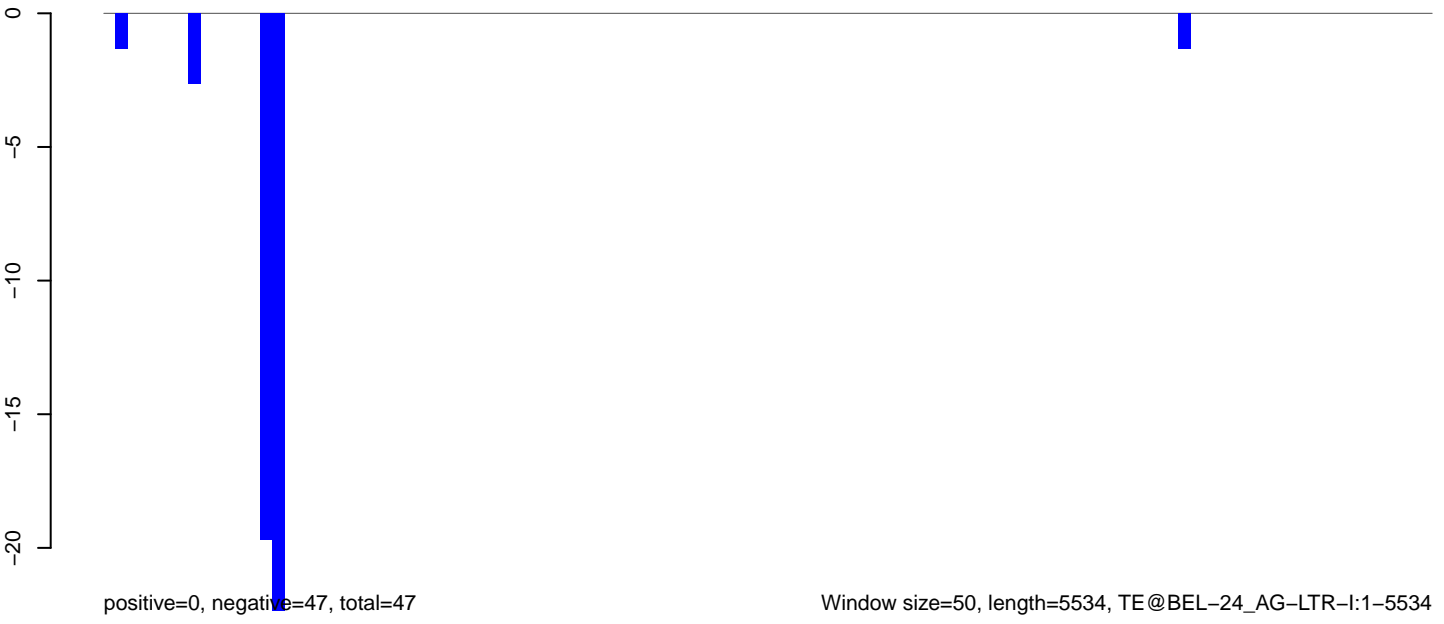 0
−5
−10
−15
−20
positive=0, negative=47, total=47
Window size=50, length=5534, TE@BEL−24_AG−LTR−I:1−5534